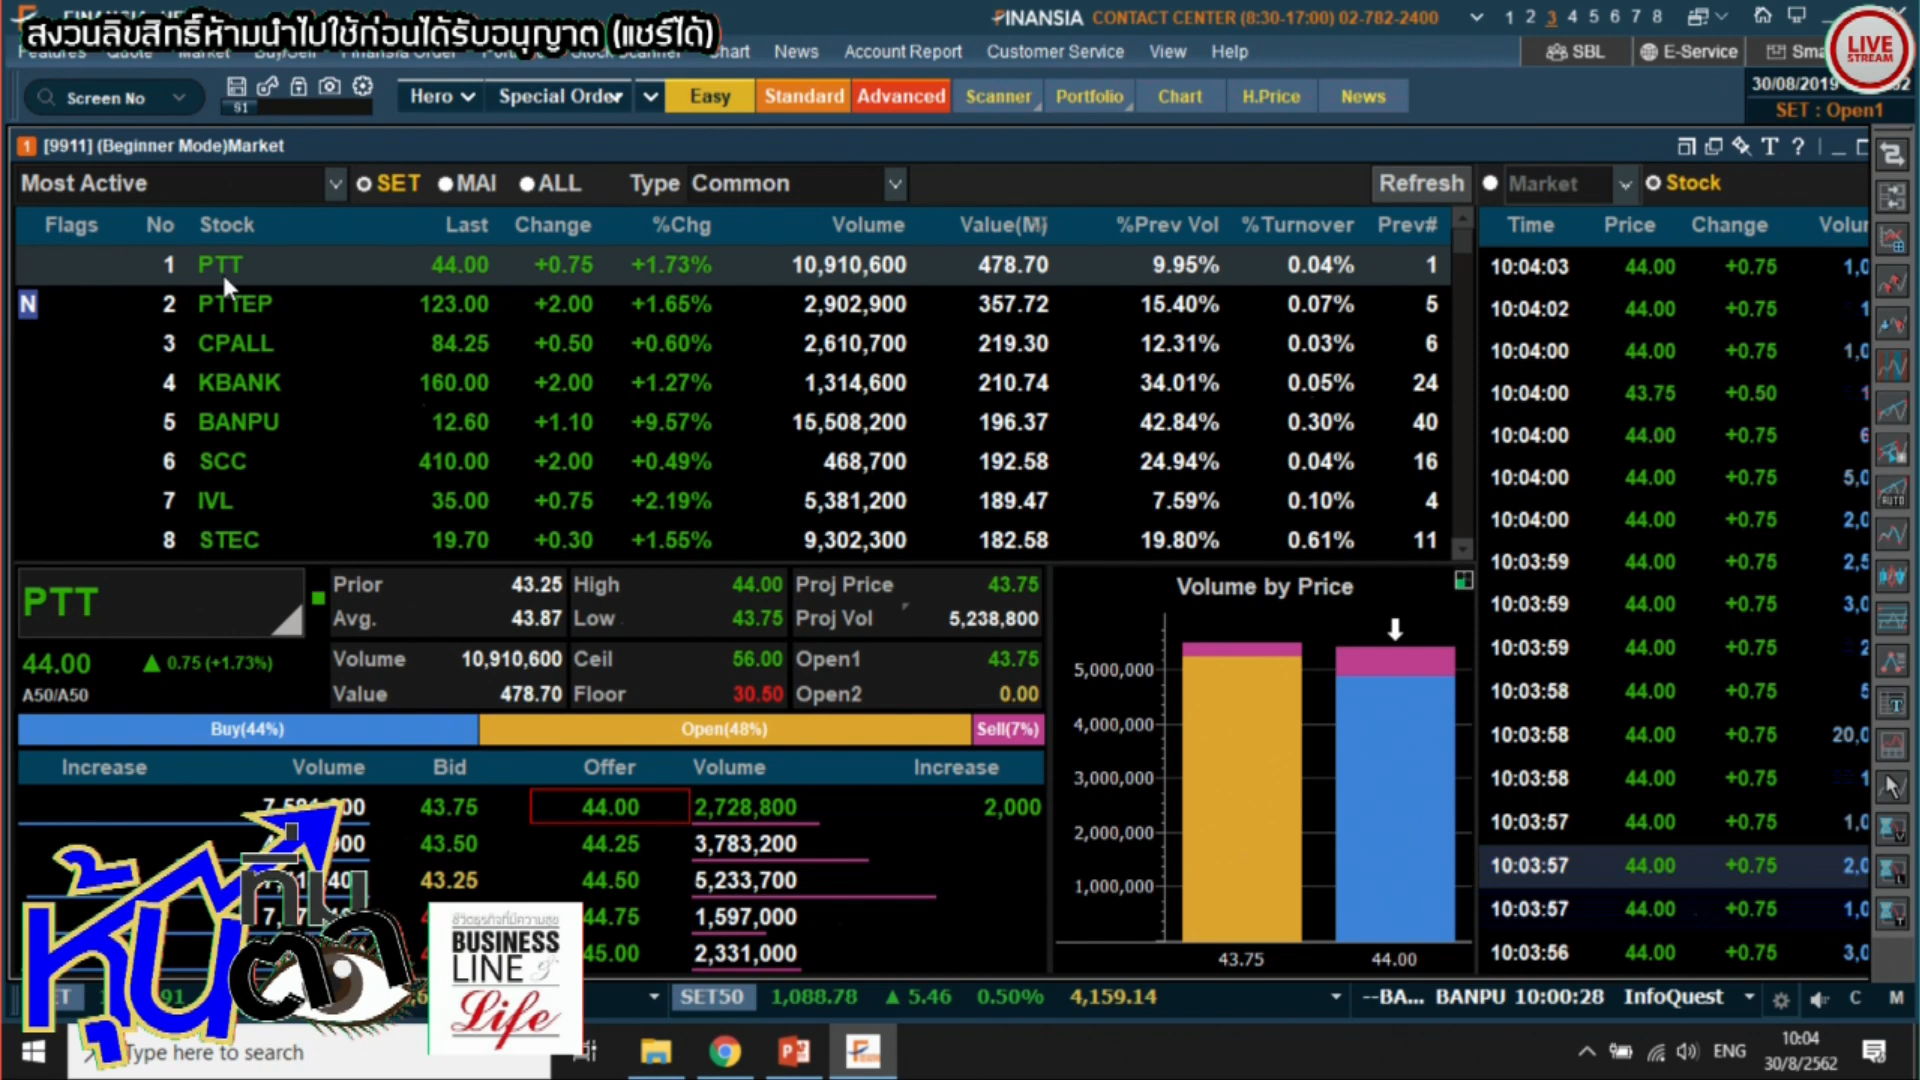 สงวนลิขสิทธิ์ห้ามนำไปใช้ก่อนได้รับอนุญาต (แชร์ได้)
FINANSIA CONTACT CENTER (8:30-17:00) 02-782-2400 1 2 3 4 5 6 7 8
LIVE STREAM
News Account Report Customer Service View Help SBL E-Service
Screen No S1 Hero Special Order Easy Standard Advanced Scanner Portfolio Chart H.Price News
30/08/2019
SET : Open1
1 [9911] (Beginner Mode)Market
Most Active SET MAI ALL Type Common Refresh Market Stock
Flags No Stock Last Change %Chg Volume Value(M) %Prev Vol %Turnover Prev#
1 PTT 44.00 +0.75 +1.73% 10,910,600 478.70 9.95% 0.04% 1
N 2 PTTEP 123.00 +2.00 +1.65% 2,902,900 357.72 15.40% 0.07% 5
3 CPALL 84.25 +0.50 +0.60% 2,610,700 219.30 12.31% 0.03% 6
4 KBANK 160.00 +2.00 +1.27% 1,314,600 210.74 34.01% 0.05% 24
5 BANPU 12.60 +1.10 +9.57% 15,508,200 196.37 42.84% 0.30% 40
6 SCC 410.00 +2.00 +0.49% 468,700 192.58 24.94% 0.04% 16
7 IVL 35.00 +0.75 +2.19% 5,381,200 189.47 7.59% 0.10% 4
8 STEC 19.70 +0.30 +1.55% 9,302,300 182.58 19.80% 0.61% 11
Time Price Change
10:04:03 44.00 +0.75
10:04:02 44.00 +0.75
10:04:00 44.00 +0.75
10:04:00 43.75 +0.50
10:04:00 44.00 +0.75
10:04:00 44.00 +0.75
10:04:00 44.00 +0.75
10:03:59 44.00 +0.75
10:03:59 44.00 +0.75
10:03:59 44.00 +0.75
10:03:58 44.00 +0.75
10:03:58 44.00 +0.75
10:03:58 44.00 +0.75
10:03:57 44.00 +0.75
10:03:57 44.00 +0.75
10:03:57 44.00 +0.75
10:03:56 44.00 +0.75
PTT
44.00 ▲ 0.75 (+1.73%)
A50/A50
Prior 43.25 High 44.00 Proj Price 43.75
Avg. 43.87 Low 43.75 Proj Vol 5,238,800
Volume 10,910,600 Ceil 56.00 Open1 43.75
Value 478.70 Floor 30.50 Open2 0.00
Buy(44%) Open(48%) Sell(7%)
Increase Volume Bid Offer Volume Increase
43.75 44.00 2,728,800 2,000
43.50 44.25 3,783,200
43.25 44.50 5,233,700
44.75 1,597,000
45.00 2,331,000
Volume by Price
5,000,000
4,000,000
3,000,000
2,000,000
1,000,000
43.75 44.00
หุ้นทิ่มตา
ชีวิตธุรกิจที่มีความสุข
BUSINESS
LINE &
Life
SET50 1,088.78 ▲ 5.46 0.50% 4,159.14 --BA... BANPU 10:00:28 InfoQuest C M
Type here to search
ENG 10:04
30/8/2562